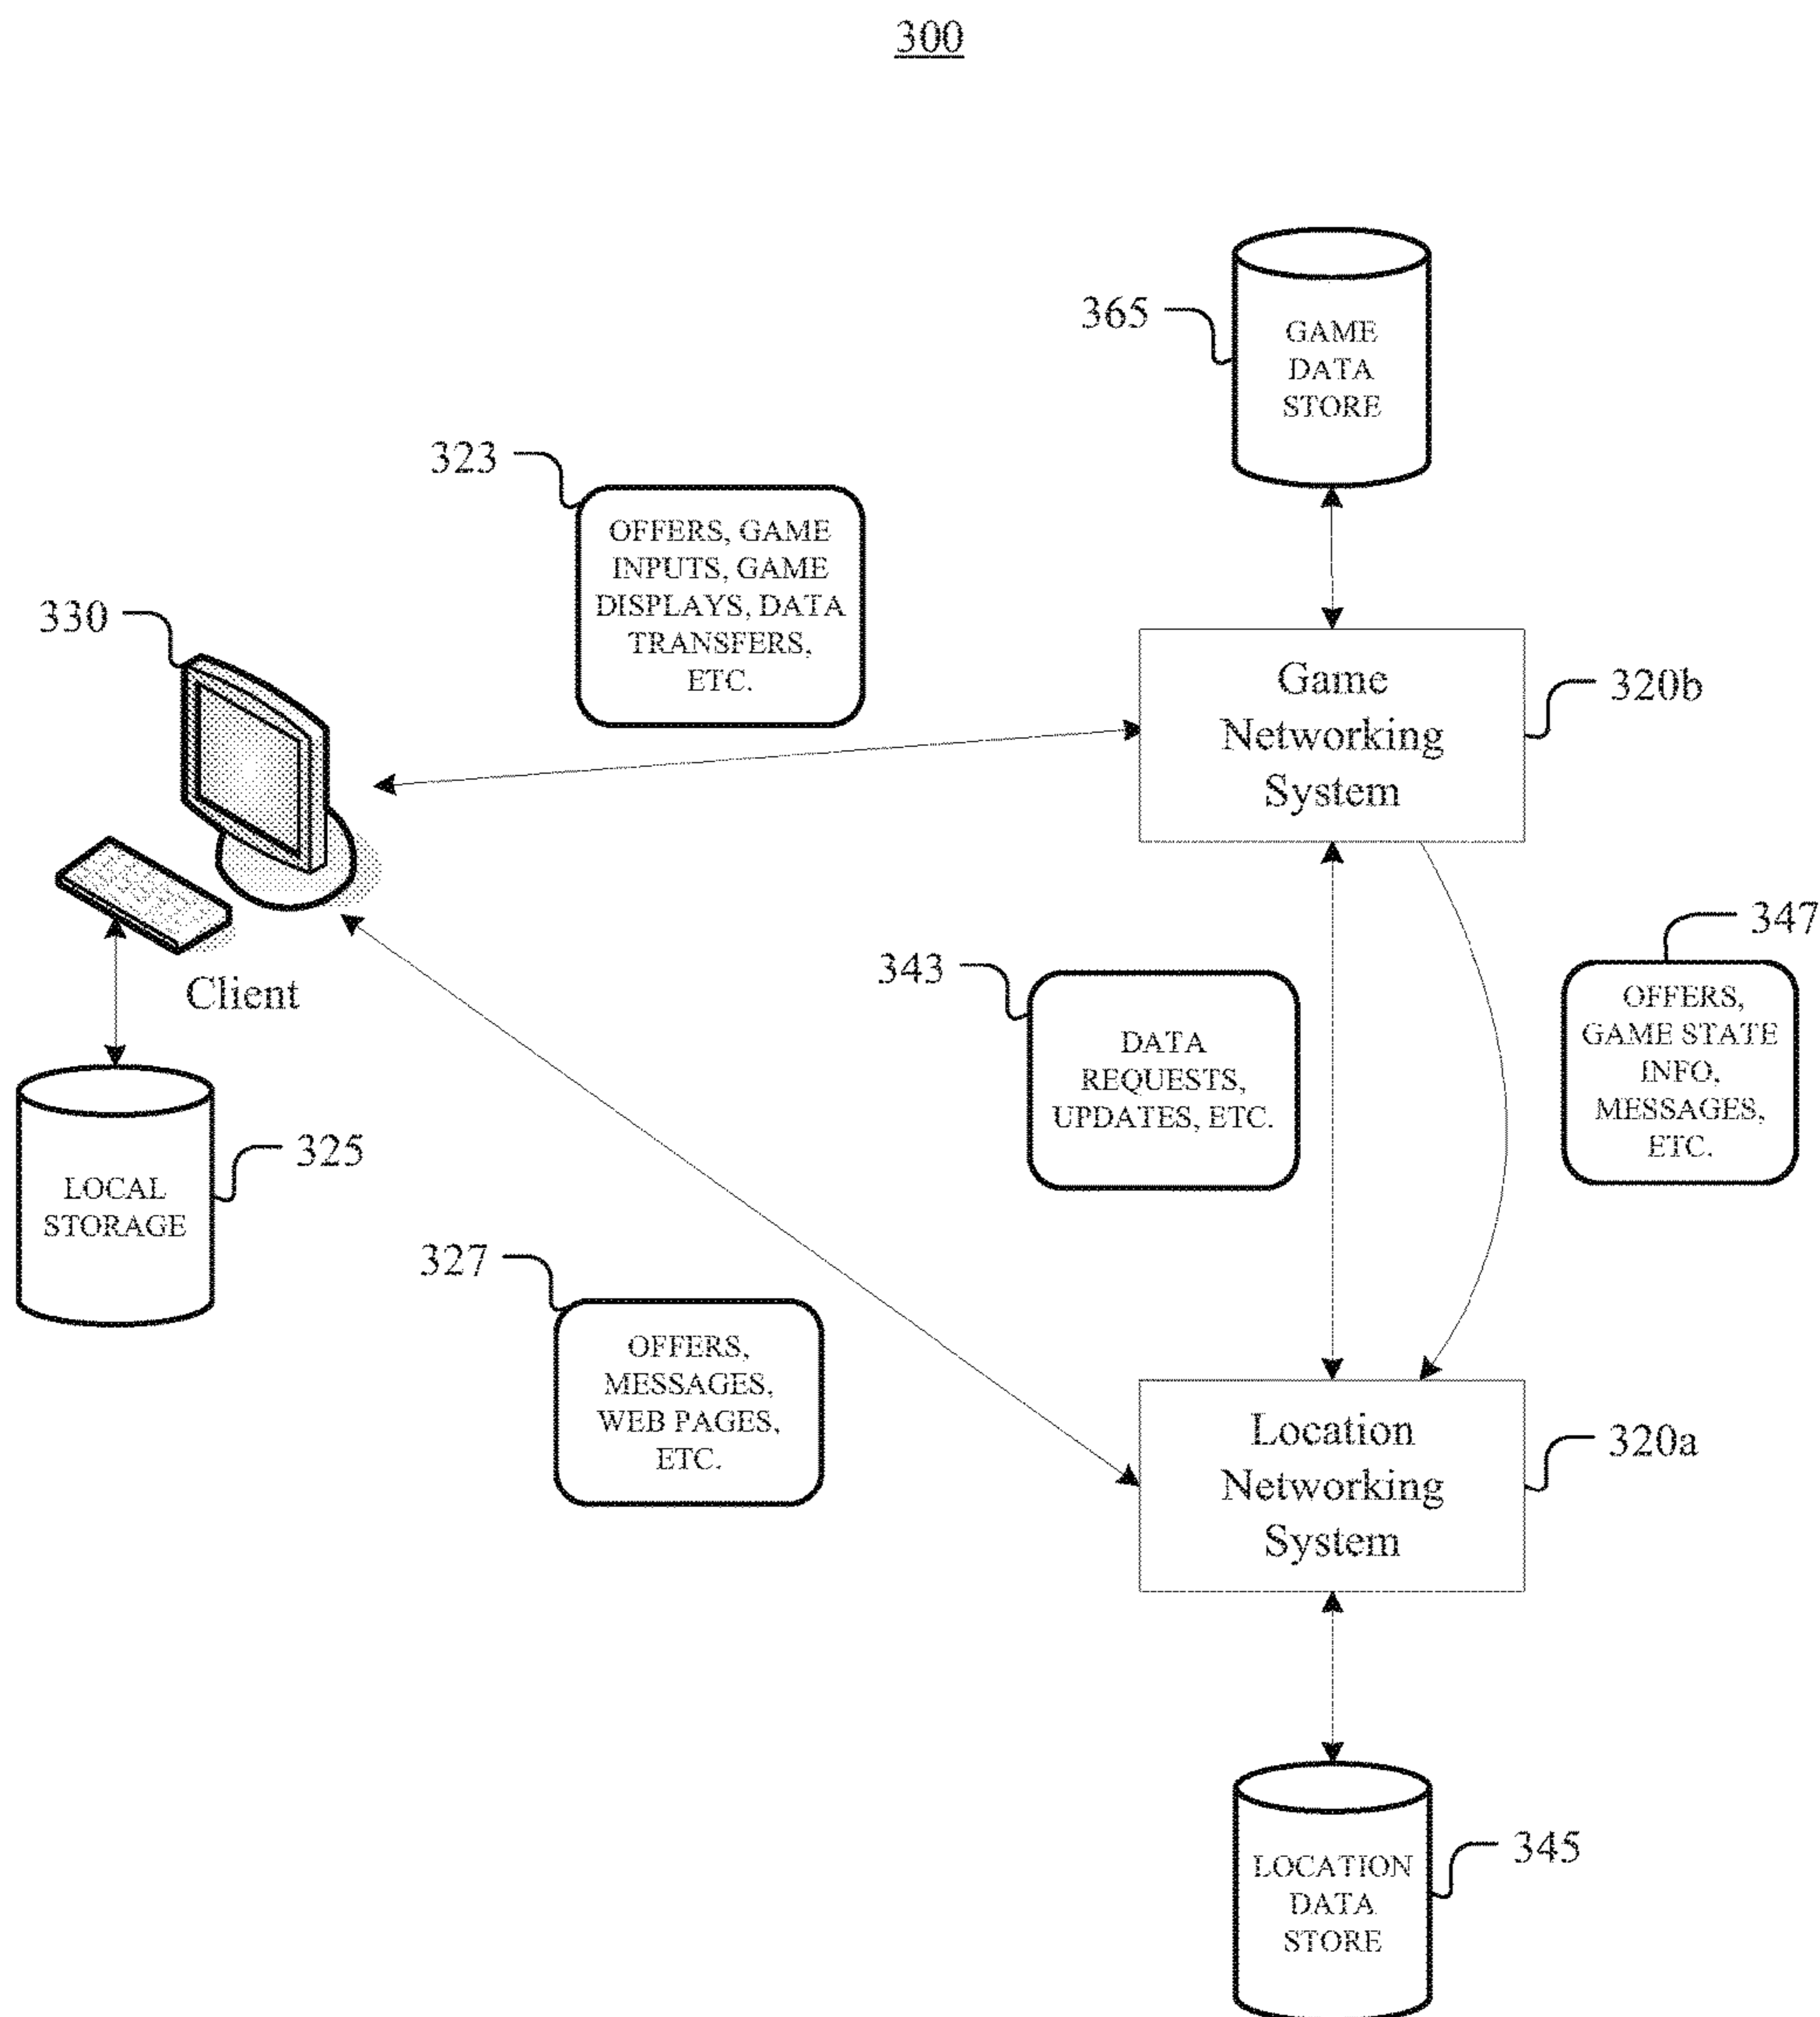 300
365
GAME
DATA
STORE
323
OFFERS, GAME
INPUTS, GAME
DISPLAYS, DATA
TRANSFERS,
ETC.
330
Game
Networking
System
320b
Client
343
DATA
REQUESTS,
UPDATES, ETC.
347
OFFERS,
GAME STATE
INFO,
MESSAGES,
ETC.
325
LOCAL
STORAGE
327
OFFERS,
MESSAGES,
WEB PAGES,
ETC.
Location
Networking
System
320a
345
LOCATION
DATA
STORE